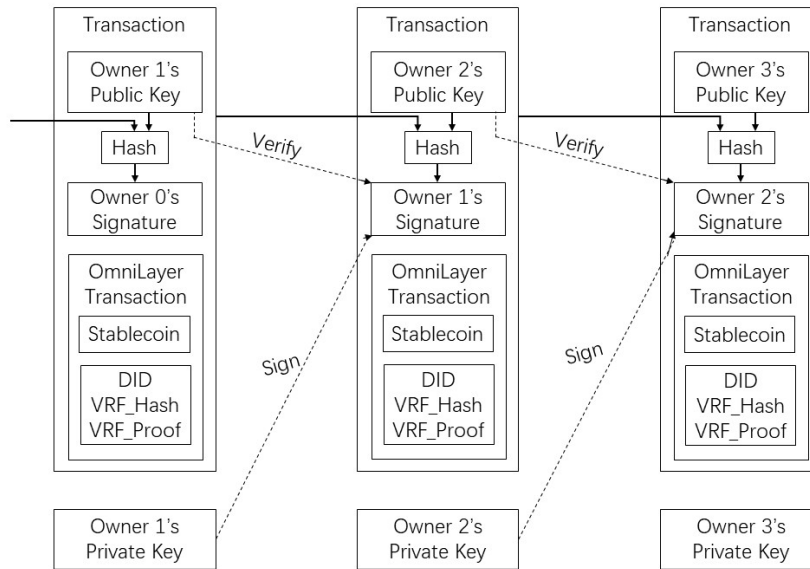 Transaction
Owner 1's
Public Key
Hash
Owner 0's
Signature
OmniLayer
Transaction
Stablecoin
DID
VRF_Hash
VRF_Proof
Owner 1's
Private Key
Verify
Sign
Transaction
Owner 2's
Public Key
Hash
Owner 1's
Signature
OmniLayer
Transaction
Stablecoin
DID
VRF_Hash
VRF_Proof
Owner 2's
Private Key
Verify
Sign
Transaction
Owner 3's
Public Key
Hash
Owner 2's
Signature
OmniLayer
Transaction
Stablecoin
DID
VRF_Hash
VRF_Proof
Owner 3's
Private Key